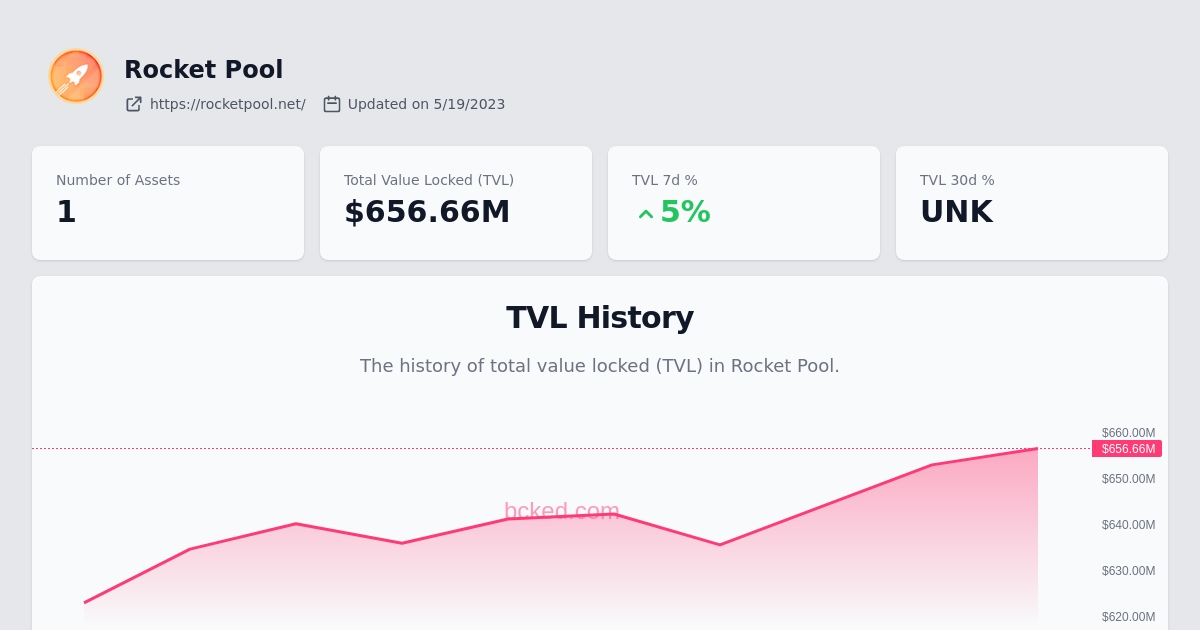 Rocket Pool
https://rocketpool.net/ Updated on 5/19/2023
Number of Assets
1
Total Value Locked (TVL)
$656.66M
TVL 7d %
5%
TVL 30d %
UNK
TVL History
The history of total value locked (TVL) in Rocket Pool.
$660.00M
$656.66M
$650.00M
bcked.com
$640.00M
$630.00M
$620.00M